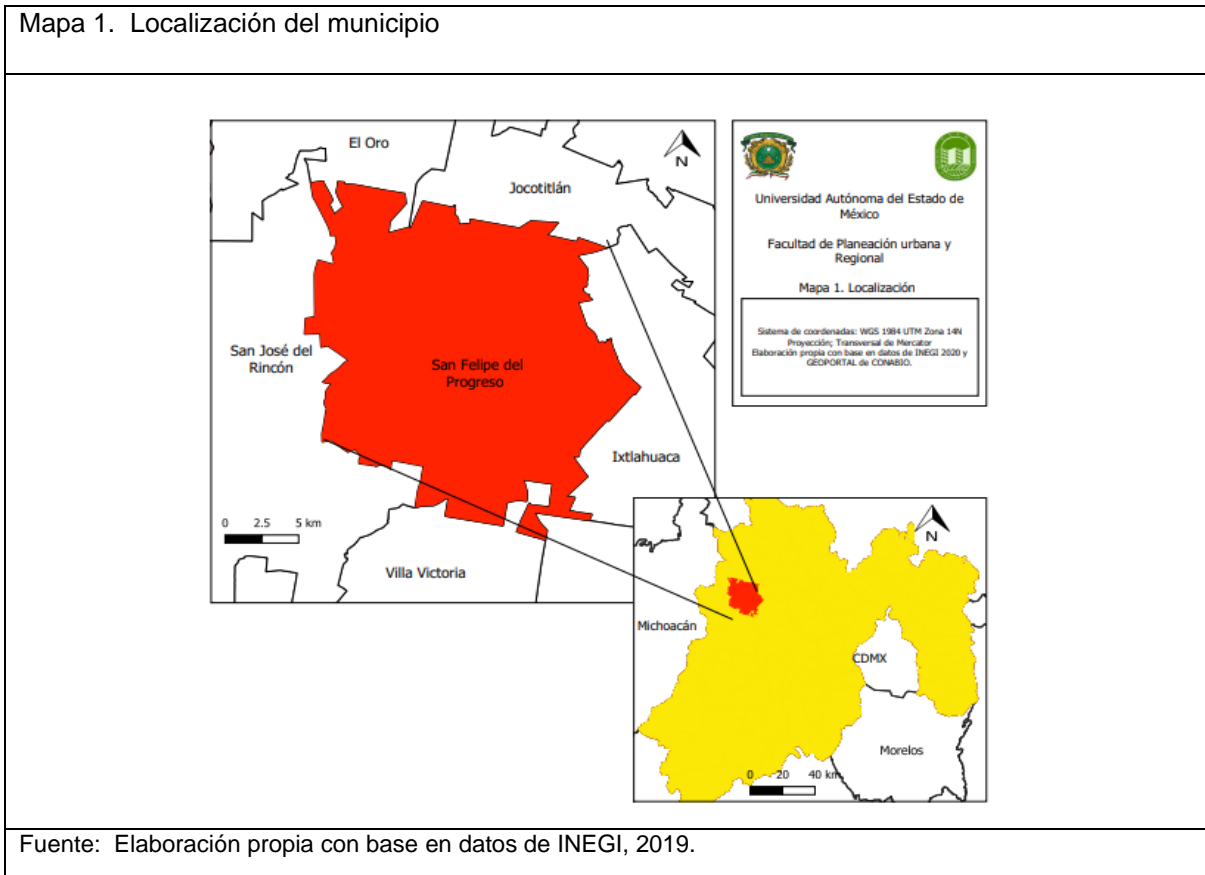 Mapa 1. Localización del municipio
El Oro
N
Jocotitlán
San José del
Rincón
San Felipe del
Progreso
Ixtlahuaca
0 2.5 5 km
Villa Victoria
Universidad Autónoma del Estado de
México
Facultad de Planeación urbana y
Regional
Mapa 1. Localización
Sistema de coordenadas: WGS 1984 UTM Zona 14N
Proyección; Transversal de Mercator
Elaboración propia con base en datos de INEGI 2020 y
GEOPORTAL de CONABIO.
N
Michoacán
CDMX
Morelos
0 20 40 km
Fuente: Elaboración propia con base en datos de INEGI, 2019.